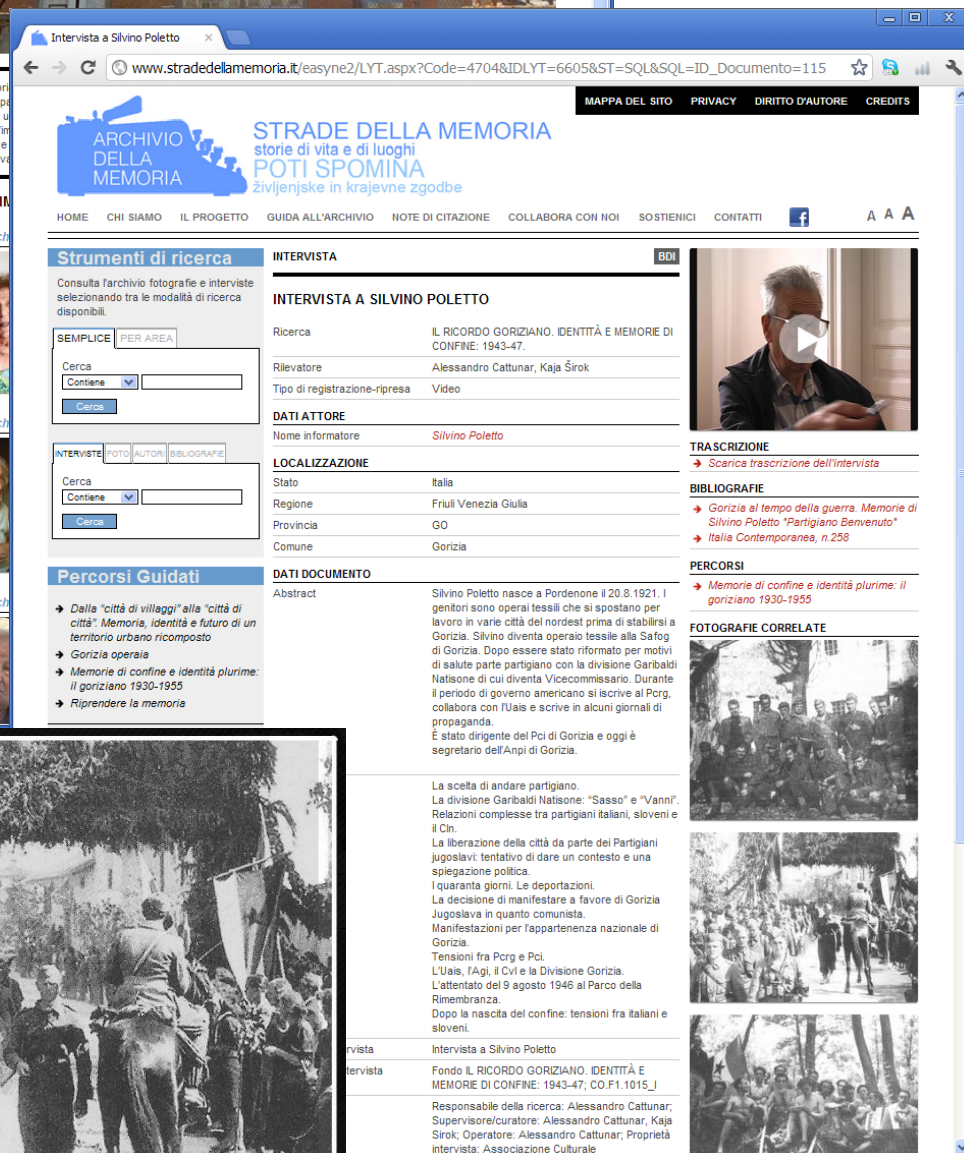 Intervista a Silvino Poletto
www.stradedellamemoria.it/easyne2/LYT.aspx?Code=4704&IDLYT=6605&ST=SQL&SQL=ID_Documento=115
MAPPA DEL SITO PRIVACY DIRITTO D'AUTORE CREDITS
ARCHIVIO
DELLA
MEMORIA
STRADE DELLA MEMORIA
storie di vita e di luoghi
POTI SPOMINA
življenjske in krajevne zgodbe
HOME CHI SIAMO IL PROGETTO GUIDA ALL'ARCHIVIO NOTE DI CITAZIONE COLLABORA CON NOI SOSTIENICI CONTATTI f A A A
Strumenti di ricerca
Consulta l'archivio fotografie e interviste
selezionando tra le modalità di ricerca
disponibili.
SEMPLICE PER AREA
Cerca
Contiene
Cerca
INTERVISTE FOTO AUTORI BIBLIOGRAFIE
Cerca
Contiene
Cerca
Percorsi Guidati
Dalla "città di villaggi" alla "città di
città". Memoria, identità e futuro di un
territorio urbano ricomposto
Gorizia operaia
Memorie di confine e identità plurime:
il goriziano 1930-1955
Riprendere la memoria
INTERVISTA BDI
INTERVISTA A SILVINO POLETTO
Ricerca IL RICORDO GORIZIANO. IDENTITÀ E MEMORIE DI
CONFINE: 1943-47.
Rilevatore Alessandro Cattunar, Kaja Širok
Tipo di registrazione-ripresa Video
DATI ATTORE
Nome informatore Silvino Poletto
LOCALIZZAZIONE
Stato Italia
Regione Friuli Venezia Giulia
Provincia GO
Comune Gorizia
DATI DOCUMENTO
Abstract Silvino Poletto nasce a Pordenone il 20.8.1921. I
genitori sono operai tessili che si spostano per
lavoro in varie città del nordest prima di stabilirsi a
Gorizia. Silvino diventa operaio tessile alla Safog
di Gorizia. Dopo essere stato riformato per motivi
di salute parte partigiano con la divisione Garibaldi
Natisone di cui diventa Vicecommissario. Durante
il periodo di governo americano si iscrive al Pcrg,
collabora con l'Uais e scrive in alcuni giornali di
propaganda.
È stato dirigente del Pci di Gorizia e oggi è
segretario dell'Anpi di Gorizia.
La scelta di andare partigiano.
La divisione Garibaldi Natisone: "Sasso" e "Vanni".
Relazioni complesse tra partigiani italiani, sloveni e
il Cln.
La liberazione della città da parte dei Partigiani
jugoslavi: tentativo di dare un contesto e una
spiegazione politica.
I quaranta giorni. Le deportazioni.
La decisione di manifestare a favore di Gorizia
Jugoslava in quanto comunista.
Manifestazioni per l'appartenenza nazionale di
Gorizia.
Tensioni fra Pcrg e Pci.
L'Uais, l'Agi, il Cvl e la Divisione Gorizia.
L'attentato del 9 agosto 1946 al Parco della
Rimembranza.
Dopo la nascita del confine: tensioni fra italiani e
sloveni.
rvista Intervista a Silvino Poletto
tervista Fondo IL RICORDO GORIZIANO. IDENTITÀ E
MEMORIE DI CONFINE: 1943-47; CO.F1.1015_I
Responsabile della ricerca: Alessandro Cattunar;
Supervisore/curatore: Alessandro Cattunar, Kaja
Sirok; Operatore: Alessandro Cattunar; Proprietà
intervista: Associazione Culturale
TRASCRIZIONE
Scarica trascrizione dell'intervista
BIBLIOGRAFIE
Gorizia al tempo della guerra. Memorie di
Silvino Poletto "Partigiano Benvenuto"
Italia Contemporanea, n.258
PERCORSI
Memorie di confine e identità plurime: il
goriziano 1930-1955
FOTOGRAFIE CORRELATE